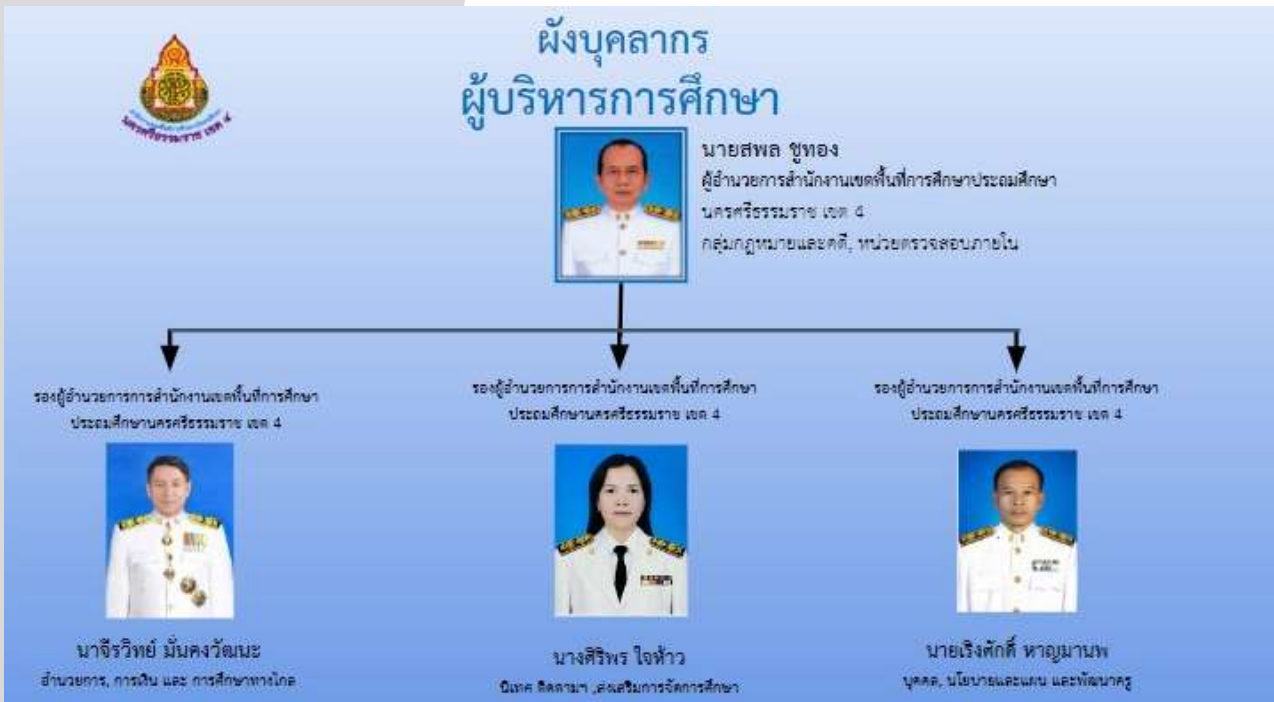 ผังบุคลากร
ผู้บริหารการศึกษา
นครศรีธรรมราช เขต ๔
นายสพล ชูทอง
ผู้อำนวยการสำนักงานเขตพื้นที่การศึกษาประถมศึกษา
นครศรีธรรมราช เขต 4
กลุ่มกฎหมายและคดี, หน่วยตรวจสอบภายใน
รองผู้อำนวยการการสำนักงานเขตพื้นที่การศึกษา
ประถมศึกษานครศรีธรรมราช เขต 4
นาจีรวิทย์ มั่นคงวัฒนะ
อำนวยการ, การเงิน และ การศึกษาทางไกล
รองผู้อำนวยการการสำนักงานเขตพื้นที่การศึกษา
ประถมศึกษานครศรีธรรมราช เขต 4
นางศิริพร ใจห้าว
นิเทศ ติดตามฯ ,ส่งเสริมการจัดการศึกษา
รองผู้อำนวยการการสำนักงานเขตพื้นที่การศึกษา
ประถมศึกษานครศรีธรรมราช เขต 4
นายเริงศักดิ์ หาญมานพ
บุคคล, นโยบายและแผน และพัฒนาครู